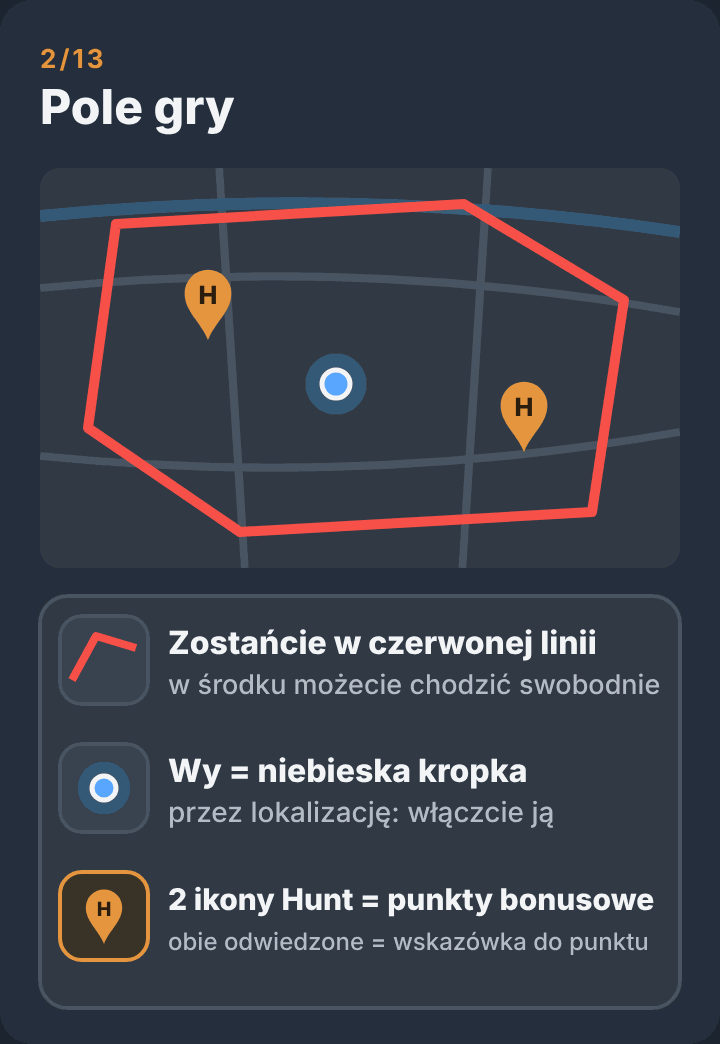 2/13
Pole gry
H
H
Zostańcie w czerwonej linii
w środku możecie chodzić swobodnie
Wy = niebieska kropka
przez lokalizację: włączcie ją
H
2 ikony Hunt = punkty bonusowe
obie odwiedzone = wskazówka do punktu